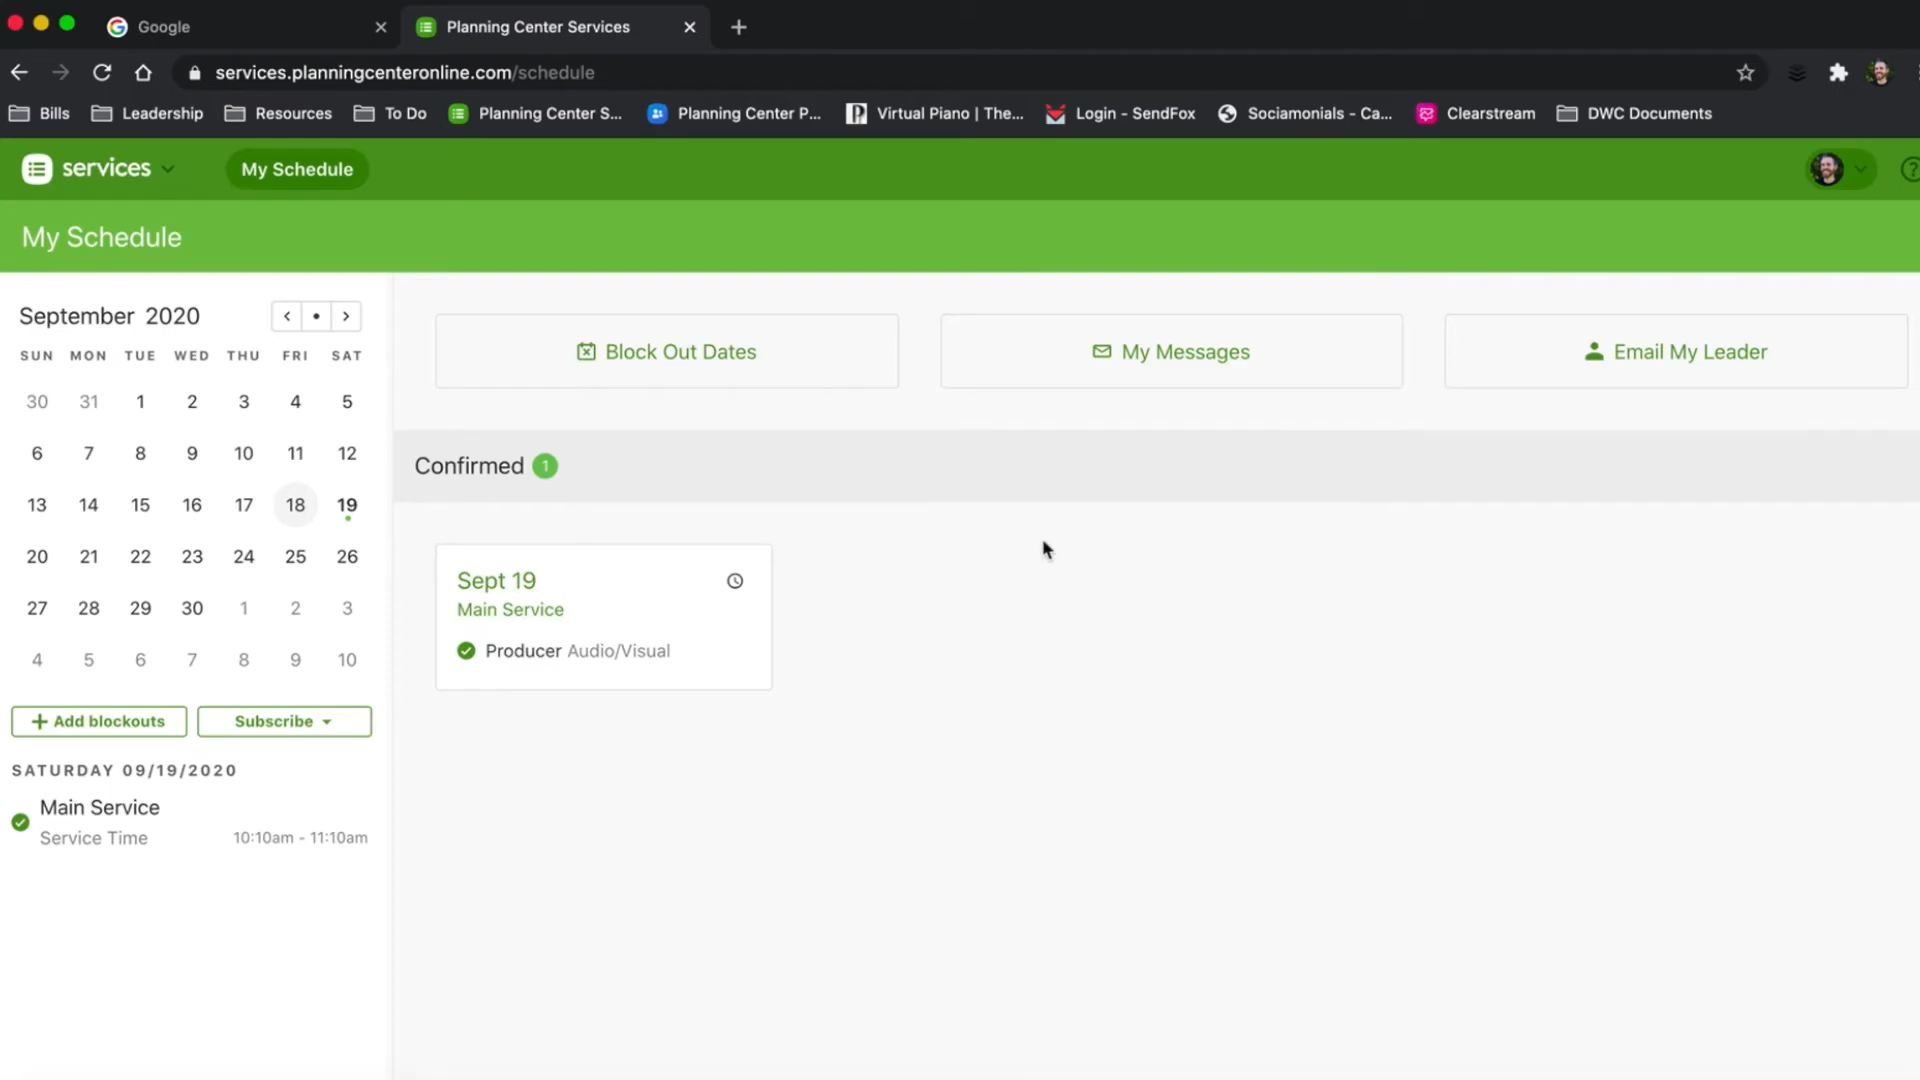 Google
Planning Center Services
services.planningcenteronline.com/schedule
Bills
Leadership
Resources
To Do
Planning Center S...
Planning Center P...
Virtual Piano | The...
Login - SendFox
Sociamonials - Ca...
Clearstream
DWC Documents
services
My Schedule
My Schedule
September 2020
SUN MON TUE WED THU FRI SAT
30 31 1 2 3 4 5
6 7 8 9 10 11 12
13 14 15 16 17 18 19
20 21 22 23 24 25 26
27 28 29 30 1 2 3
4 5 6 7 8 9 10
+ Add blockouts
Subscribe
SATURDAY 09/19/2020
Main Service
Service Time 10:10am - 11:10am
Block Out Dates
My Messages
Email My Leader
Confirmed 1
Sept 19
Main Service
Producer Audio/Visual